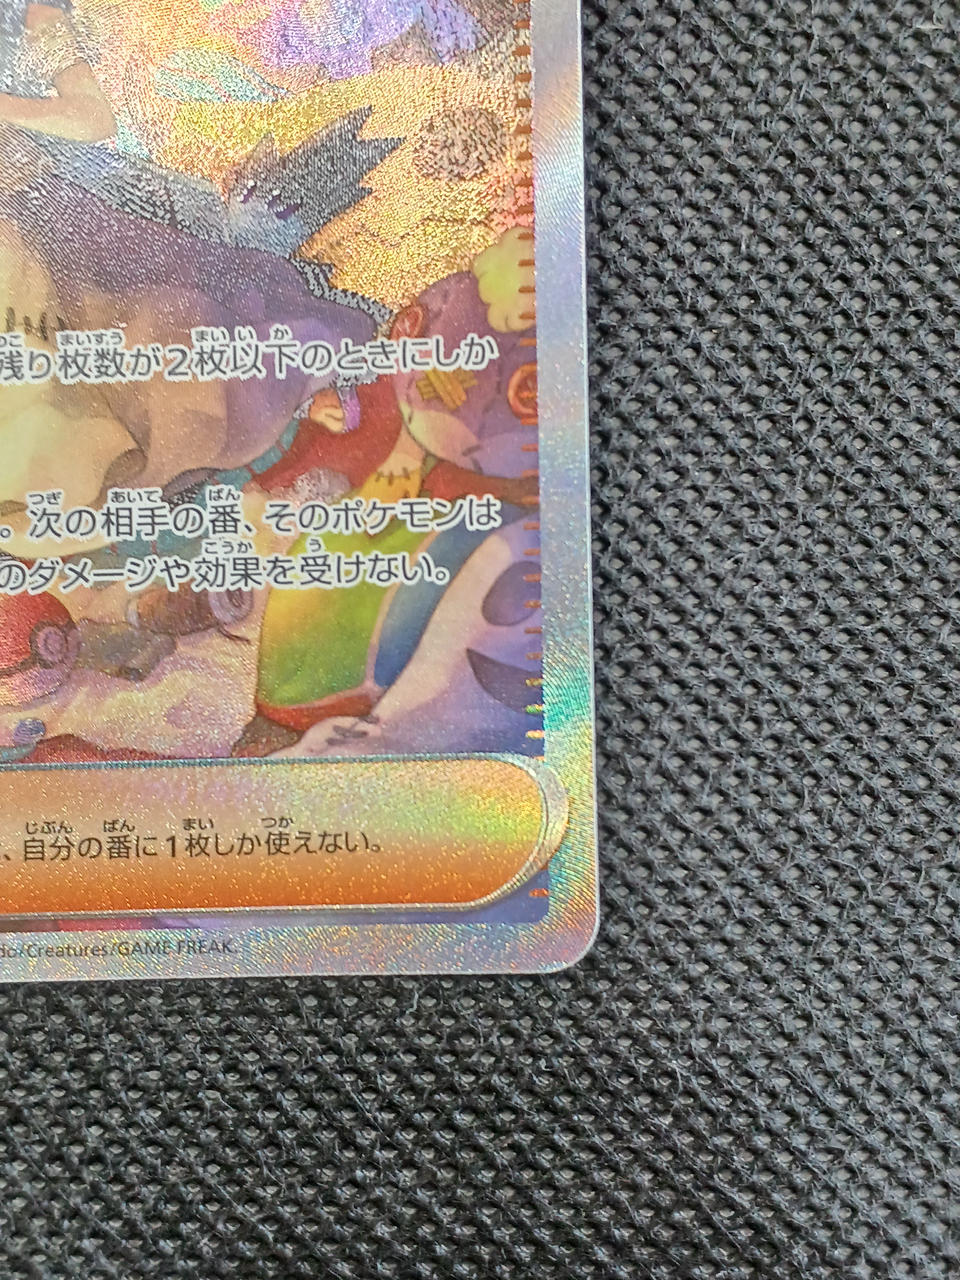 残り枚数が2枚以下のときにしか
。次の相手の番、そのポケモンは
のダメージや効果を受けない。
、自分の番に1枚しか使えない。
do/Creatures/GAME FREAK.